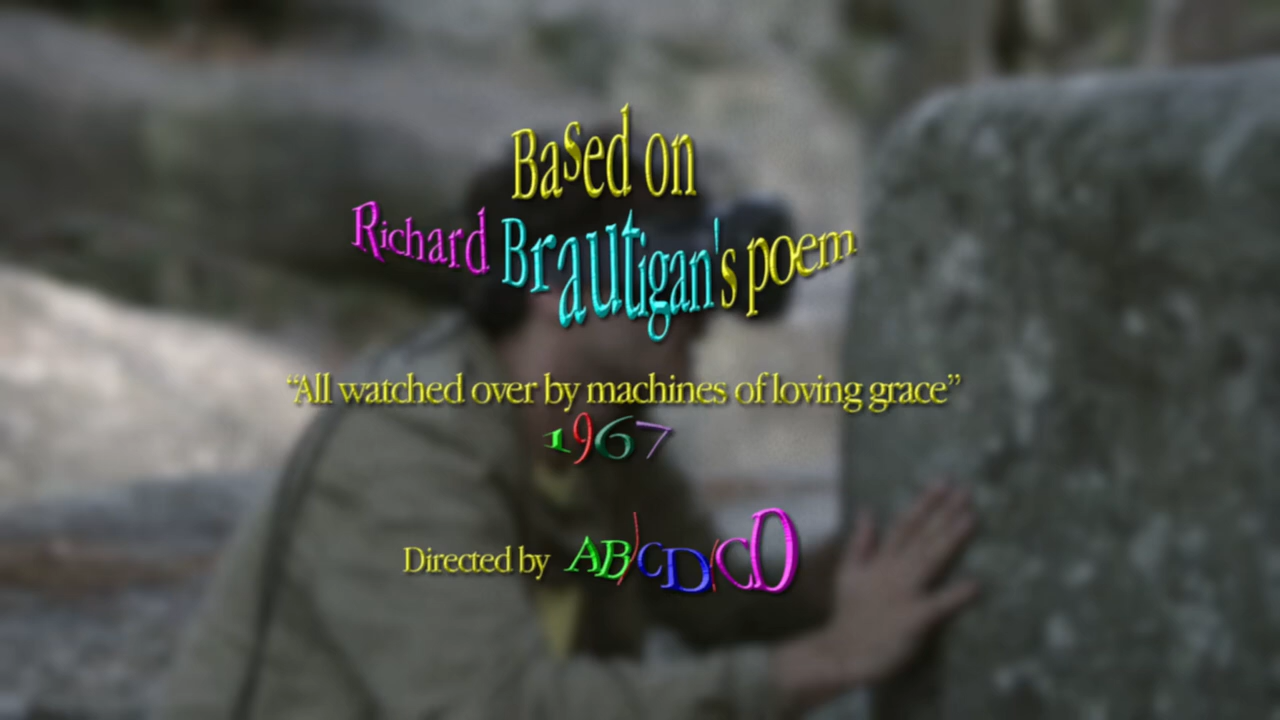 Based on
Richard Brautigan's poem
“All watched over by machines of loving grace”
1967
Directed by AB/CD/CD